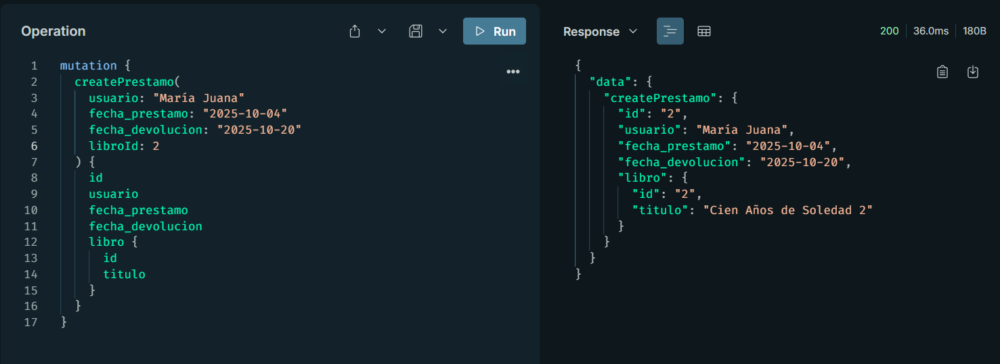 Operation
Run
1 mutation {
2   createPrestamo(
3     usuario: "María Juana"
4     fecha_prestamo: "2025-10-04"
5     fecha_devolucion: "2025-10-20"
6     libroId: 2
7   ) {
8     id
9     usuario
10     fecha_prestamo
11     fecha_devolucion
12     libro {
13       id
14       titulo
15     }
16   }
17 }
Response
200 36.0ms 180B
{
  "data": {
    "createPrestamo": {
      "id": "2",
      "usuario": "María Juana",
      "fecha_prestamo": "2025-10-04",
      "fecha_devolucion": "2025-10-20",
      "libro": {
        "id": "2",
        "titulo": "Cien Años de Soledad 2"
      }
    }
  }
}